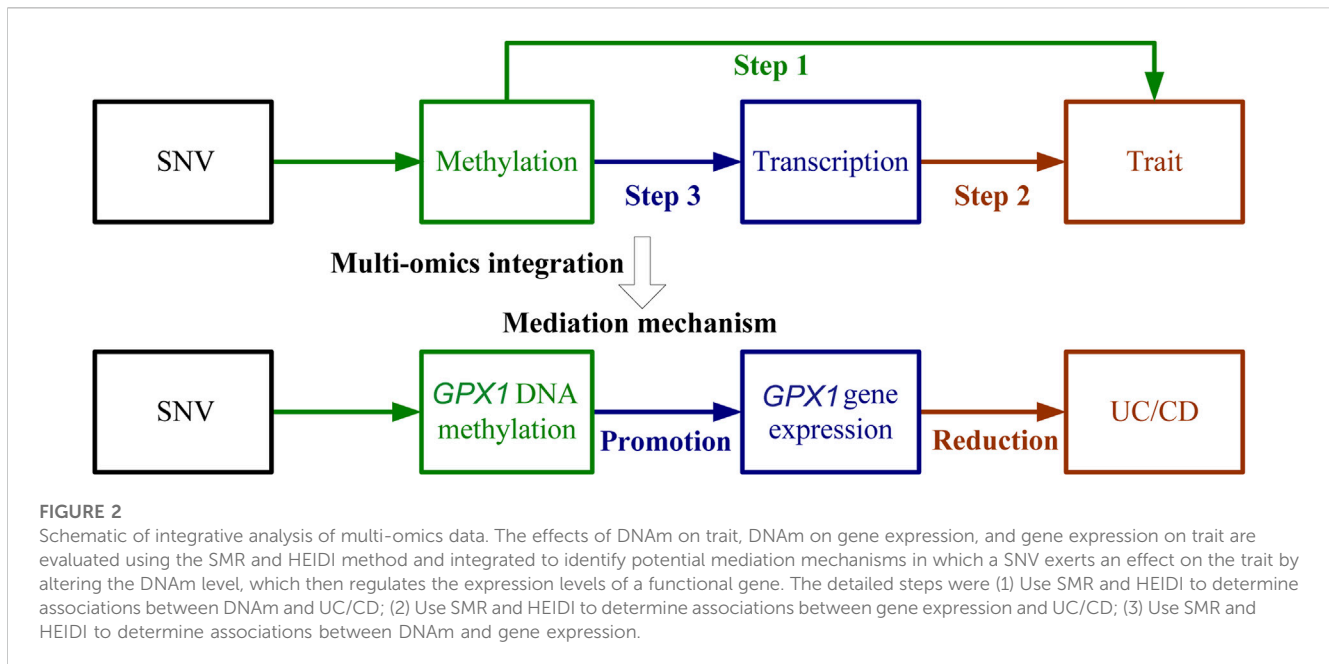 Step 1
SNV
Methylation
Transcription
Trait
Step 3
Step 2
Multi-omics integration
Mediation mechanism
SNV
GPX1 DNA
methylation
GPX1 gene
expression
UC/CD
Promotion
Reduction
FIGURE 2
Schematic of integrative analysis of multi-omics data. The effects of DNAm on trait, DNAm on gene expression, and gene expression on trait are
evaluated using the SMR and HEIDI method and integrated to identify potential mediation mechanisms in which a SNV exerts an effect on the trait by
altering the DNAm level, which then regulates the expression levels of a functional gene. The detailed steps were (1) Use SMR and HEIDI to determine
associations between DNAm and UC/CD; (2) Use SMR and HEIDI to determine associations between gene expression and UC/CD; (3) Use SMR and
HEIDI to determine associations between DNAm and gene expression.